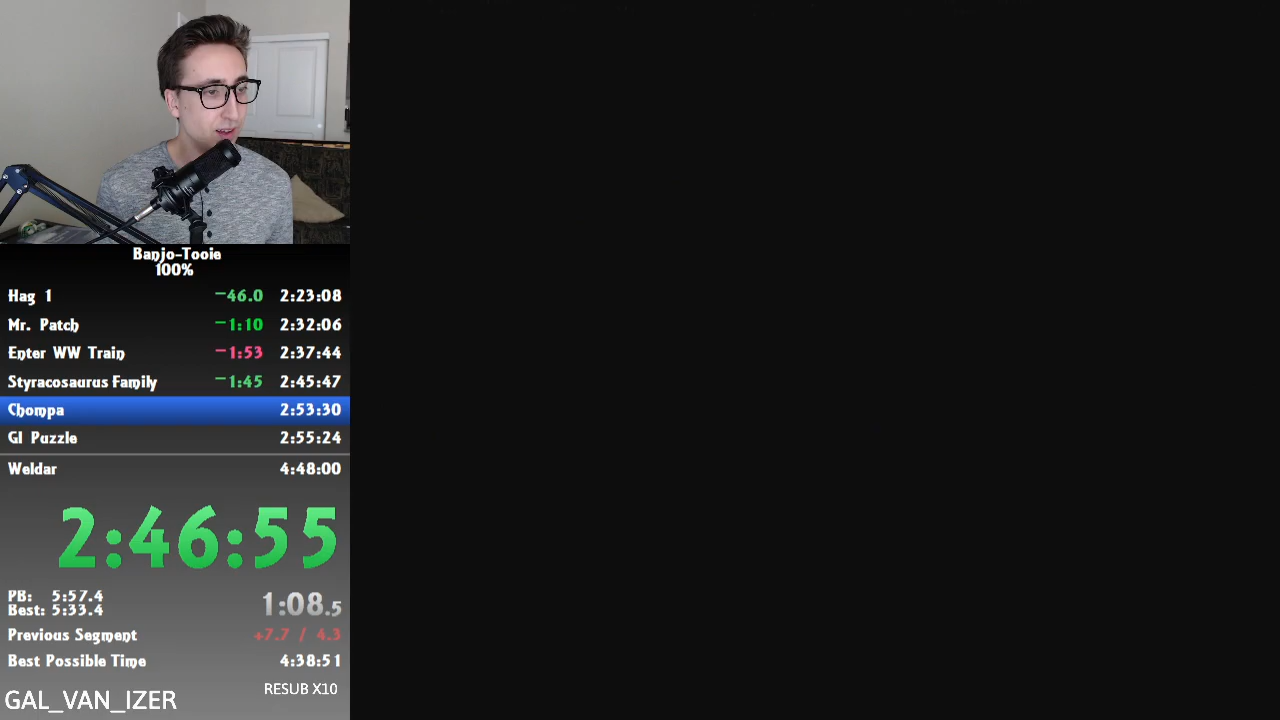 Banjo-Tooie
100%
Hag 1 −46.0 2:23:08
Mr. Patch −1:10 2:32:06
Enter WW Train −1:53 2:37:44
Styracosaurus Family −1:45 2:45:47
Chompa 2:53:30
GI Puzzle 2:55:24
Weldar 4:48:00
2:46:55
PB: 5:57.4
Best: 5:33.4
1:08.5
Previous Segment +7.7 / 4.3
Best Possible Time 4:38:51
GAL_VAN_IZER
RESUB X10